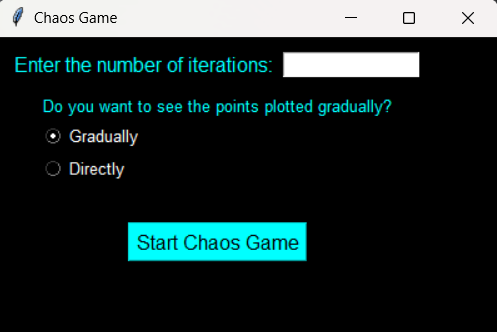 Chaos Game
Enter the number of iterations:
Do you want to see the points plotted gradually?
Gradually
Directly
Start Chaos Game